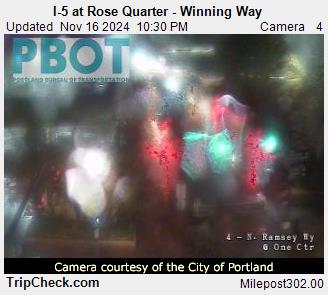 I-5 at Rose Quarter - Winning Way
Updated Nov 16 2024 10:30 PM Camera 4
PBOT
PORTLAND BUREAU OF TRANSPORTATION
4 - N. Ramsey Wy
@ One Ctr
Camera courtesy of the City of Portland
TripCheck.com Milepost302.00